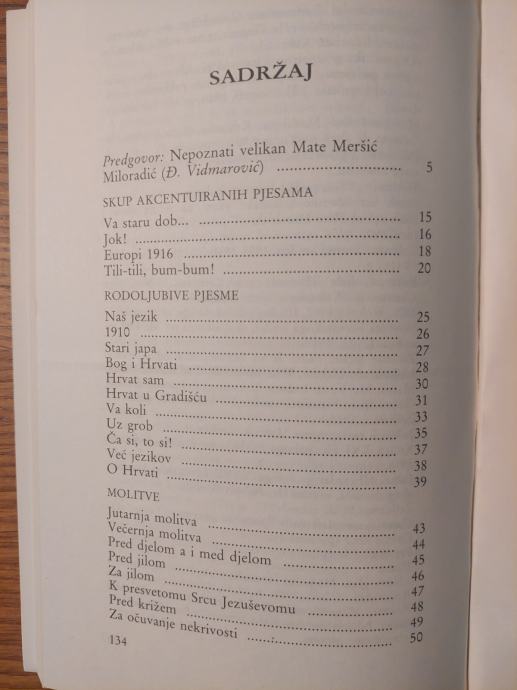 SADRŽAJ
Predgovor: Nepoznati velikan Mate Meršić
Miloradić (Đ. Vidmarović) ........................ 5
SKUP AKCENTUIRANIH PJESAMA
Va staru dob... ........................ 15
Jok! ........................ 16
Europi 1916 ........................ 18
Tili-tili, bum-bum! ........................ 20
RODOLJUBIVE PJESME
Naš jezik ........................ 25
1910 ........................ 26
Stari japa ........................ 27
Bog i Hrvati ........................ 28
Hrvat sam ........................ 30
Hrvat u Gradišću ........................ 31
Va koli ........................ 33
Uz grob ........................ 35
Ča si, to si! ........................ 37
Već jezikov ........................ 38
O Hrvati ........................ 39
MOLITVE
Jutarnja molitva ........................ 43
Večernja molitva ........................ 44
Pred djelom a i med djelom ........................ 45
Pred jilom ........................ 46
Za jilom ........................ 47
K presvetomu Srcu Jezuševomu ........................ 48
Pred križem ........................ 49
Za očuvanje nekrivosti ........................ 50
134